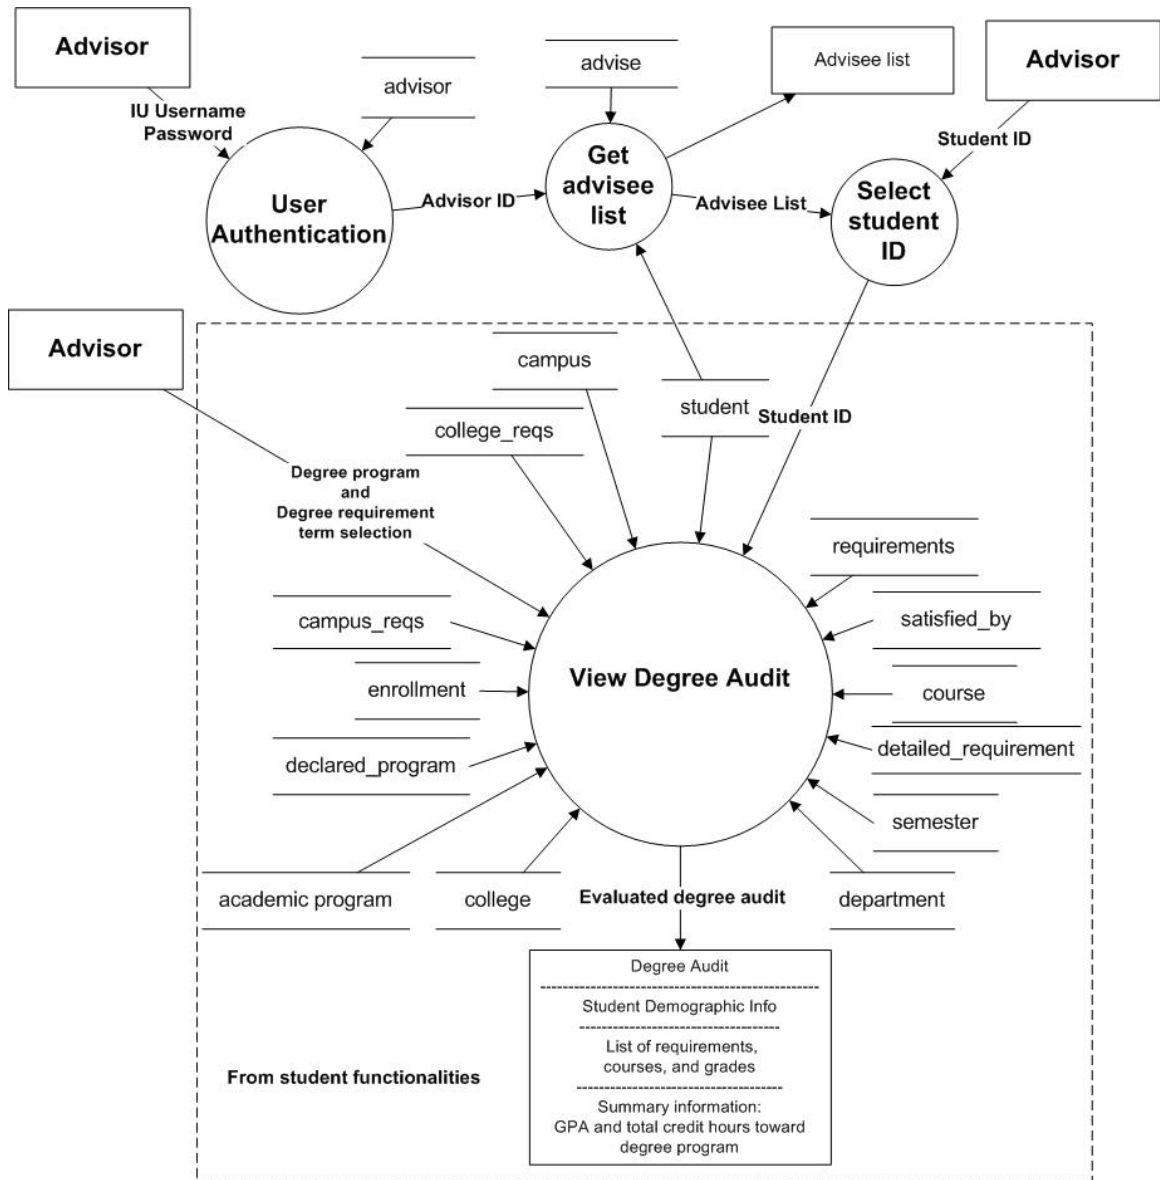 Advisor
IU Username
Password
advisor
User
Authentication
Advisor ID
advise
Get
advisee
list
Advisee list
Advisee List
Advisor
Student ID
Select
student
ID
Advisor
Degree program
and
Degree requirement
term selection
campus
college_reqs
student
Student ID
requirements
campus_reqs
satisfied_by
enrollment
View Degree Audit
course
declared_program
detailed_requirement
semester
academic program
college
Evaluated degree audit
department
Degree Audit
Student Demographic Info
List of requirements,
courses, and grades
Summary information:
GPA and total credit hours toward
degree program
From student functionalities